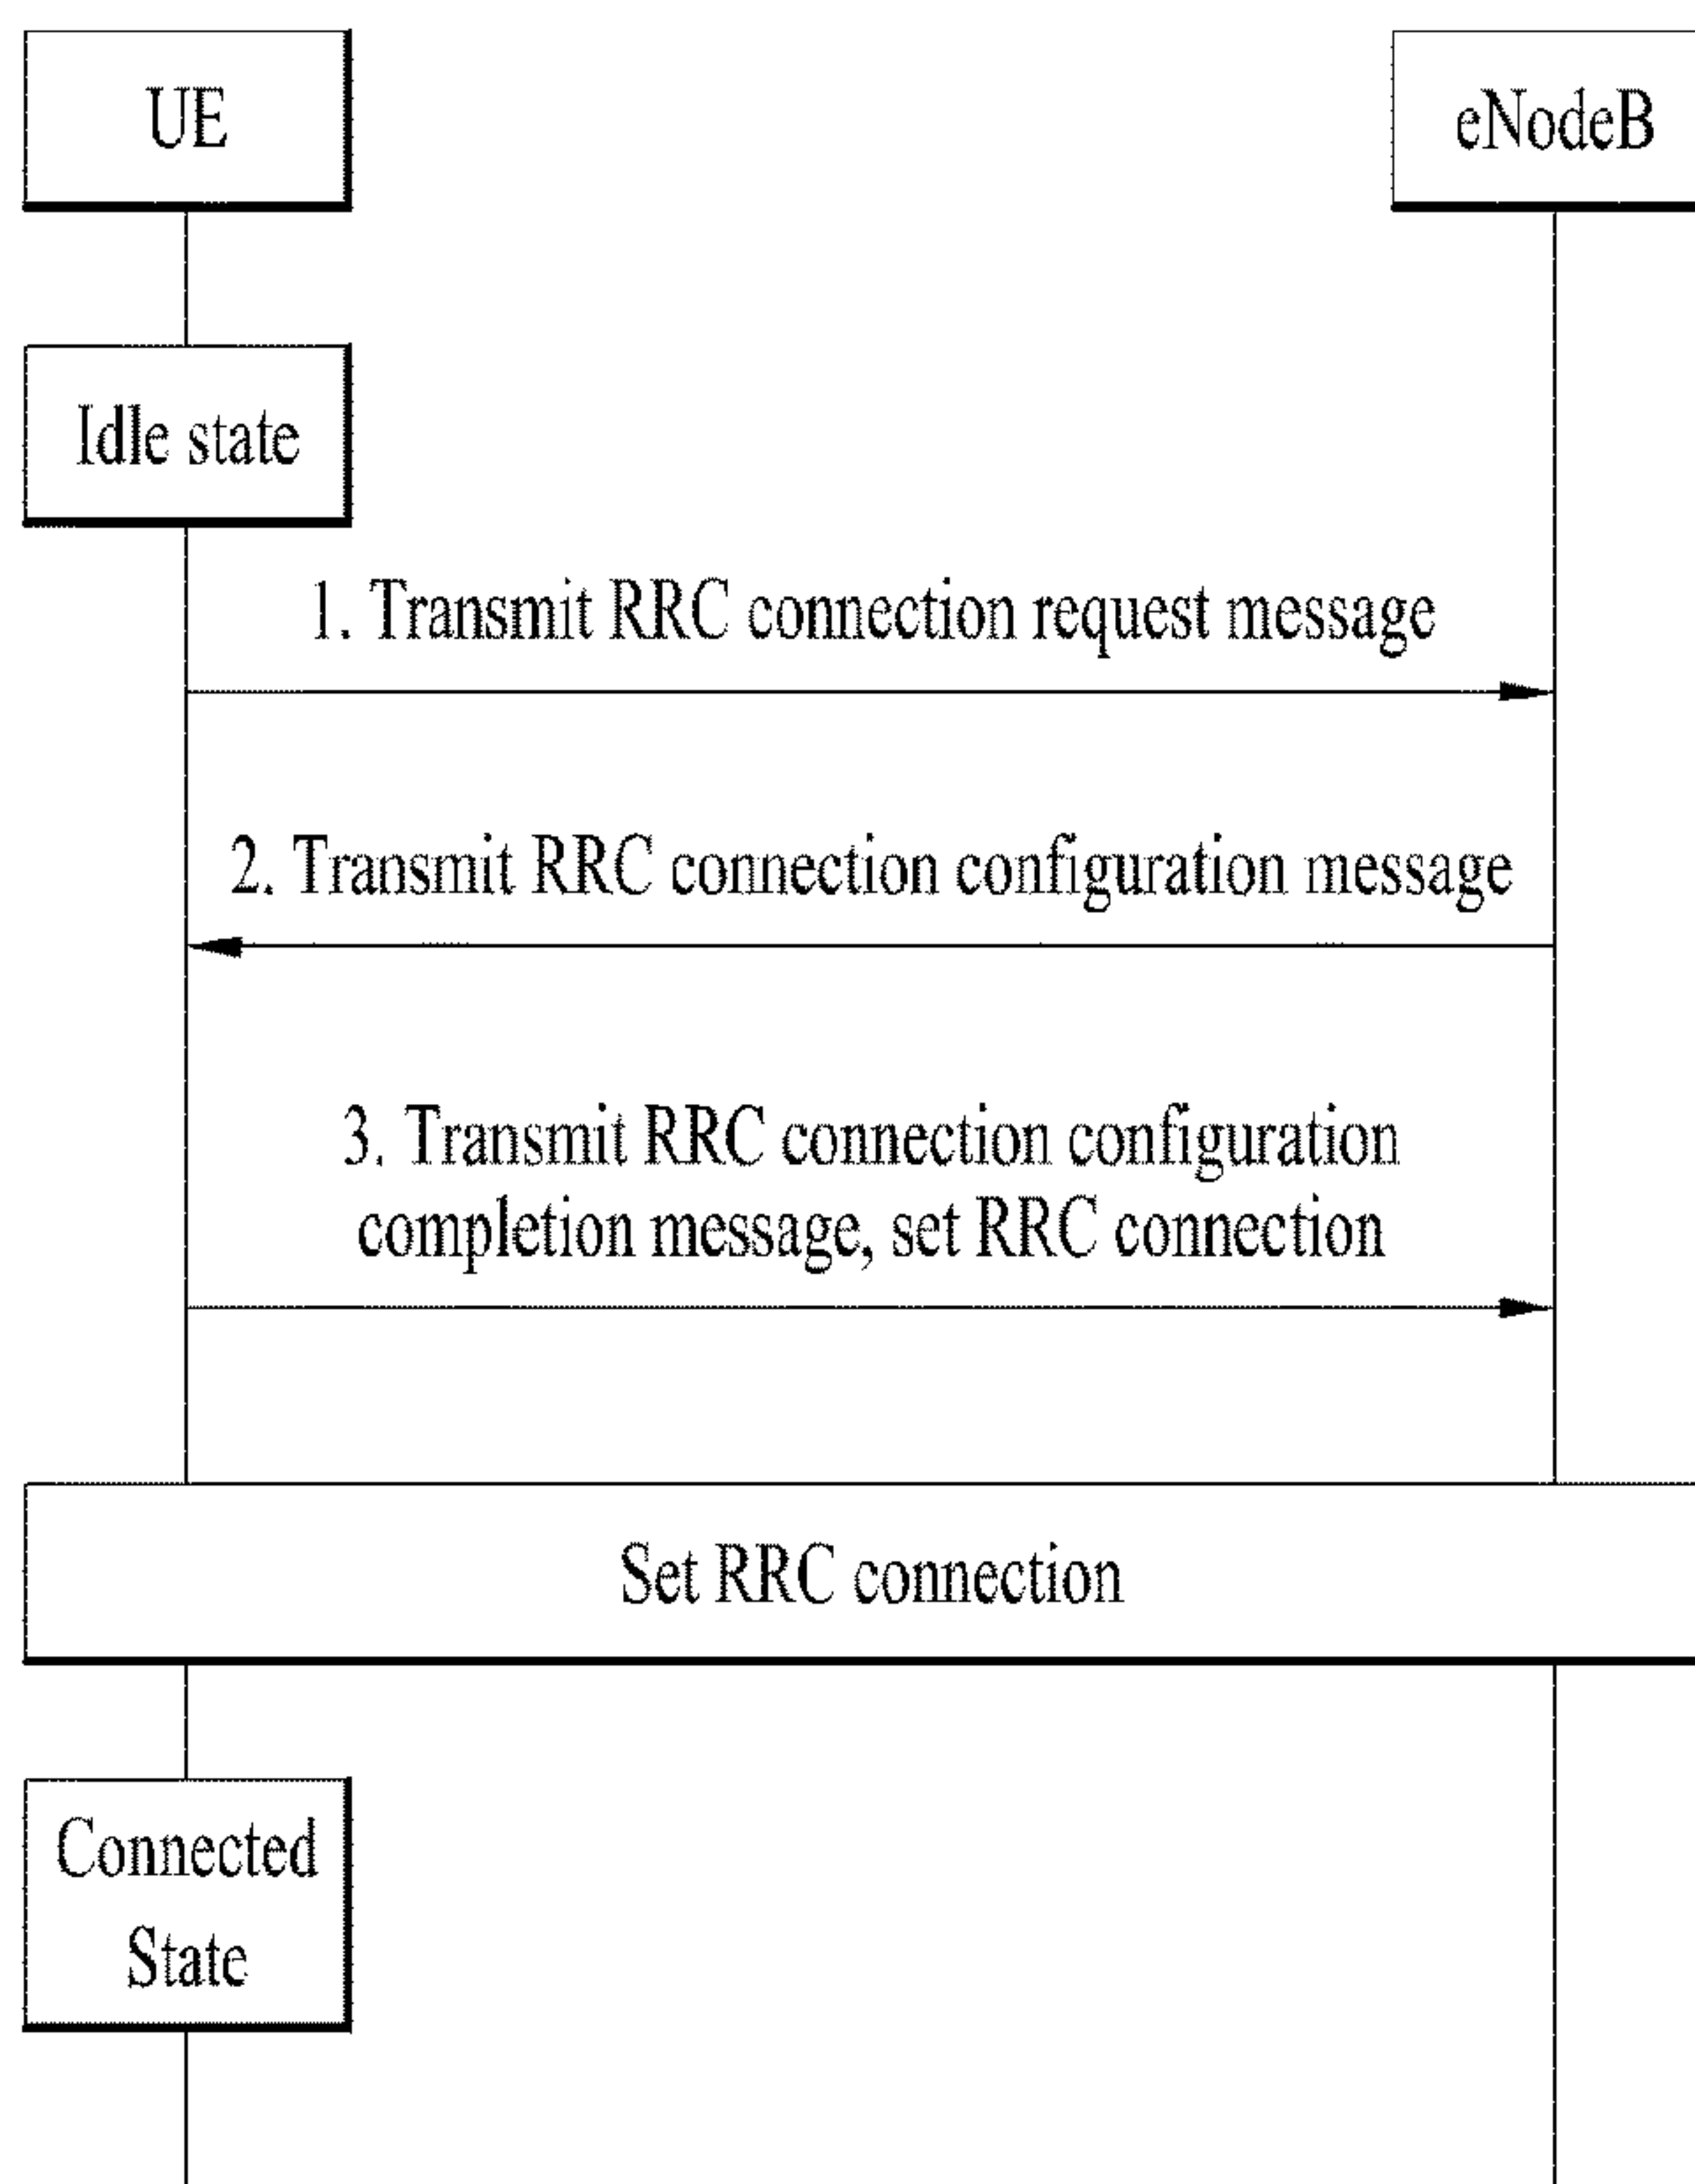 UE
eNodeB
Idle state
1. Transmit RRC connection request message
2. Transmit RRC connection configuration message
3. Transmit RRC connection configuration
completion message, set RRC connection
Set RRC connection
Connected
State